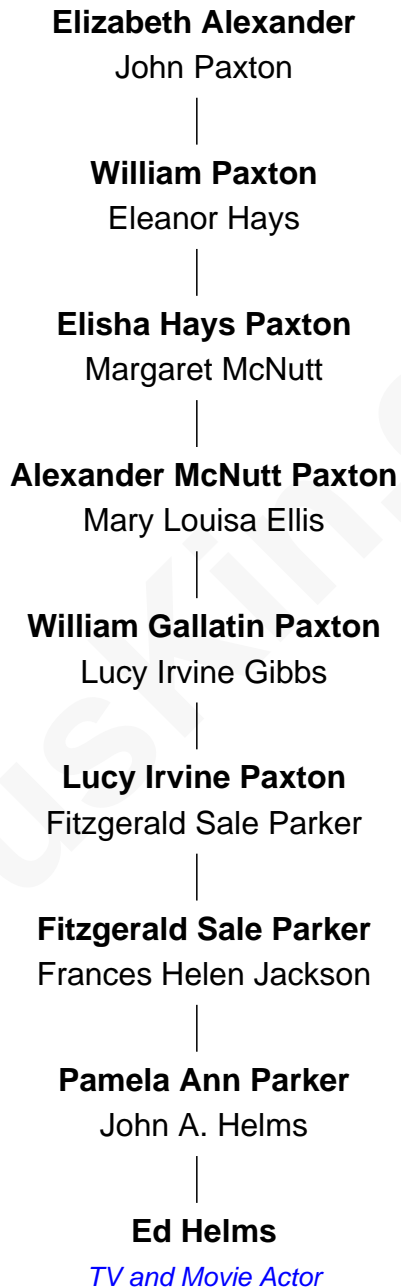 Elizabeth Alexander
John Paxton
William Paxton
Eleanor Hays
Elisha Hays Paxton
Margaret McNutt
Alexander McNutt Paxton
Mary Louisa Ellis
William Gallatin Paxton
Lucy Irvine Gibbs
Lucy Irvine Paxton
Fitzgerald Sale Parker
Fitzgerald Sale Parker
Frances Helen Jackson
Pamela Ann Parker
John A. Helms
Ed Helms
TV and Movie Actor